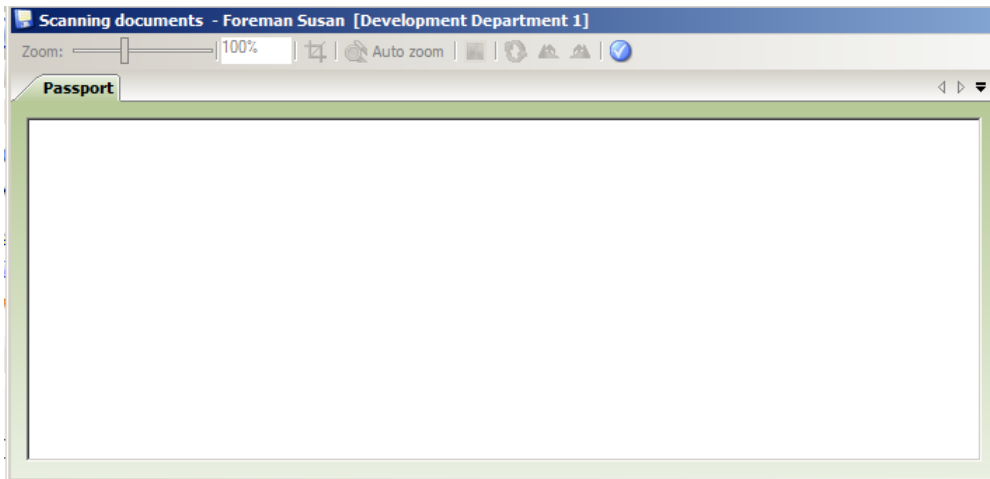 Scanning documents - Foreman Susan [Development Department 1]
Zoom: 100% Auto zoom
Passport